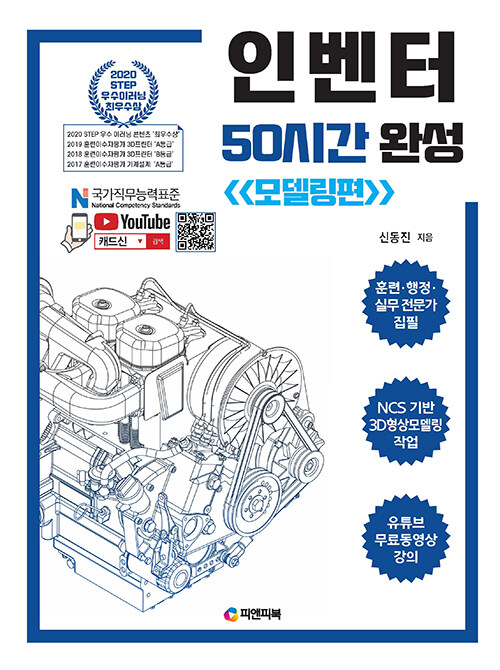 인벤터
50시간 완성
<<모델링편>>
신동진 지음
2020
STEP
우수이러닝
최우수상
2020 STEP 우수 이러닝 콘텐츠 '최우수상'
2019 훈련이수자평가 3D프린터 'A등급'
2018 훈련이수자평가 3D프린터 'B등급'
2017 훈련이수자평가 기계설계 'A등급'
N 국가직무능력표준
National Competency Standards
YouTube
캐드신 ▼ 검색
훈련·행정·
실무 전문가
집필
NCS 기반
3D형상모델링
작업
유튜브
무료동영상
강의
피앤피북